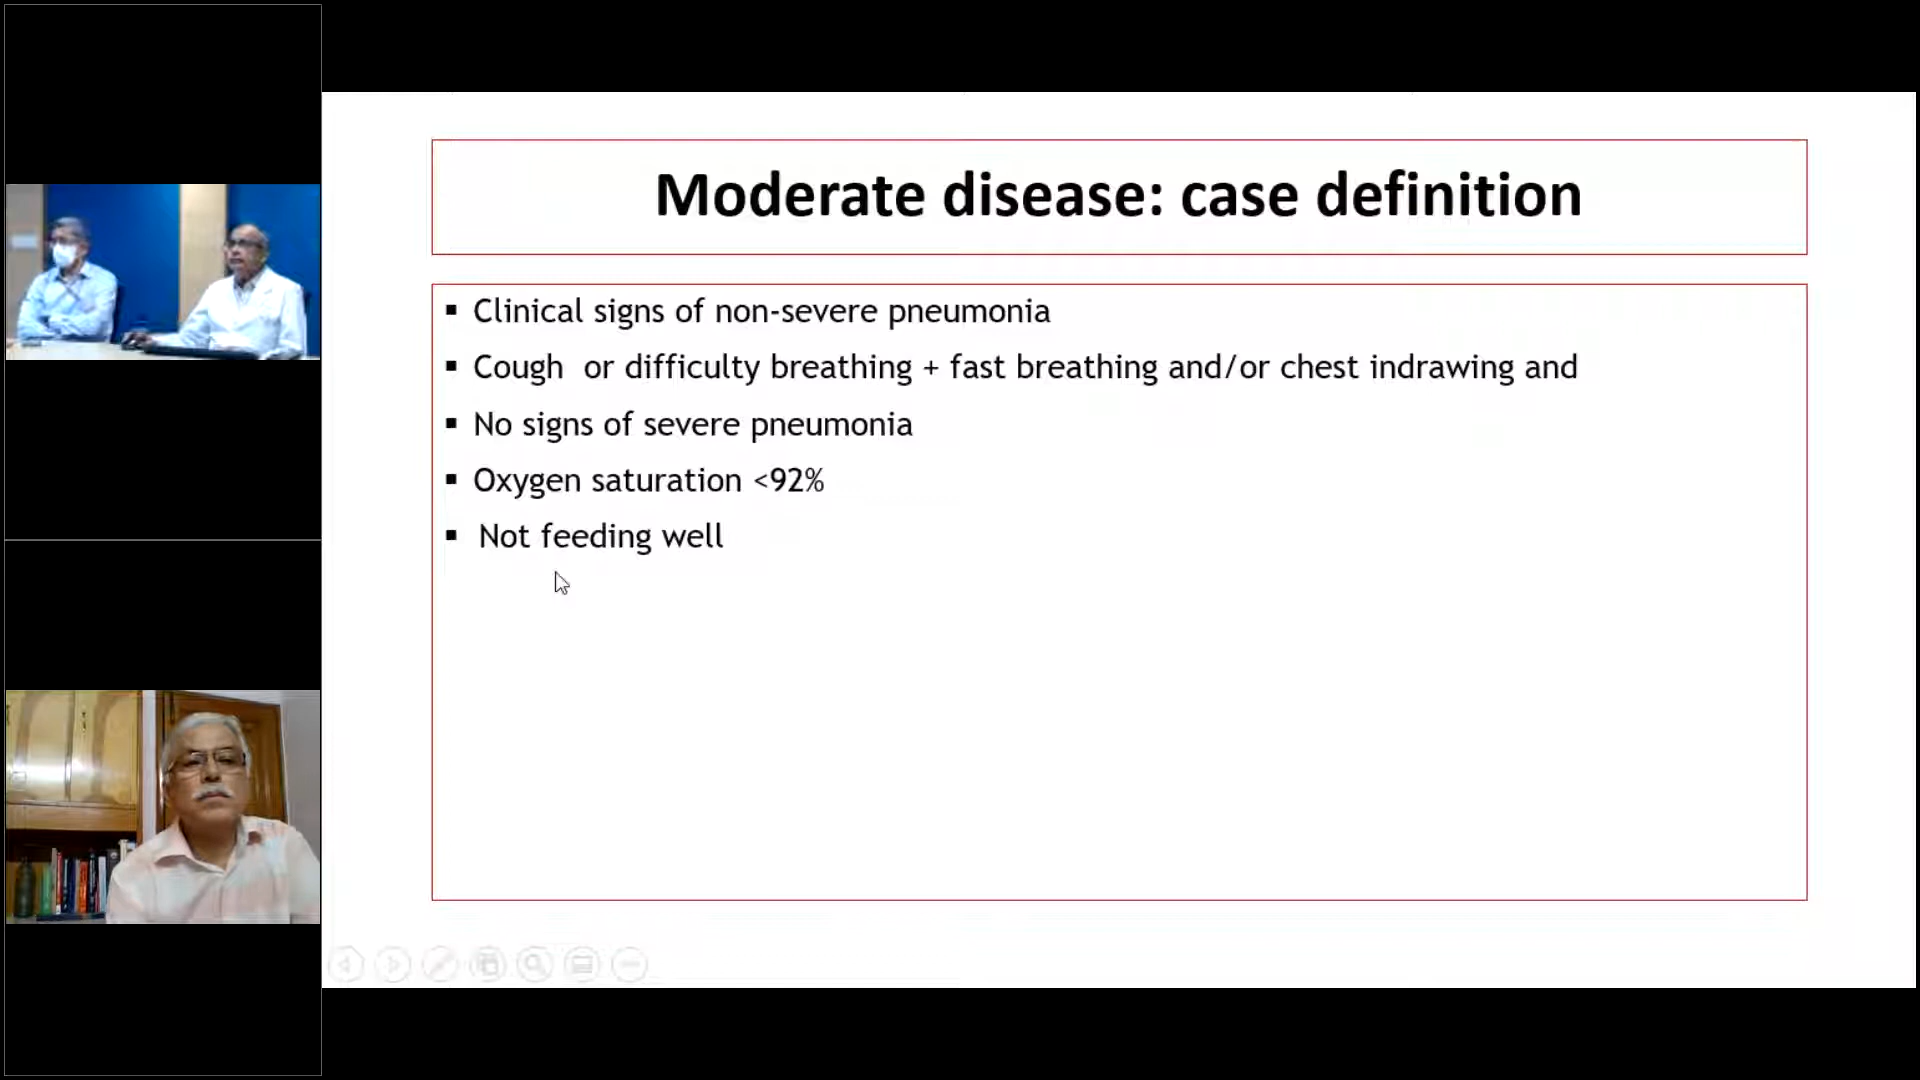 Moderate disease: case definition
▪ Clinical signs of non-severe pneumonia
▪ Cough or difficulty breathing + fast breathing and/or chest indrawing and
▪ No signs of severe pneumonia
▪ Oxygen saturation <92%
▪ Not feeding well